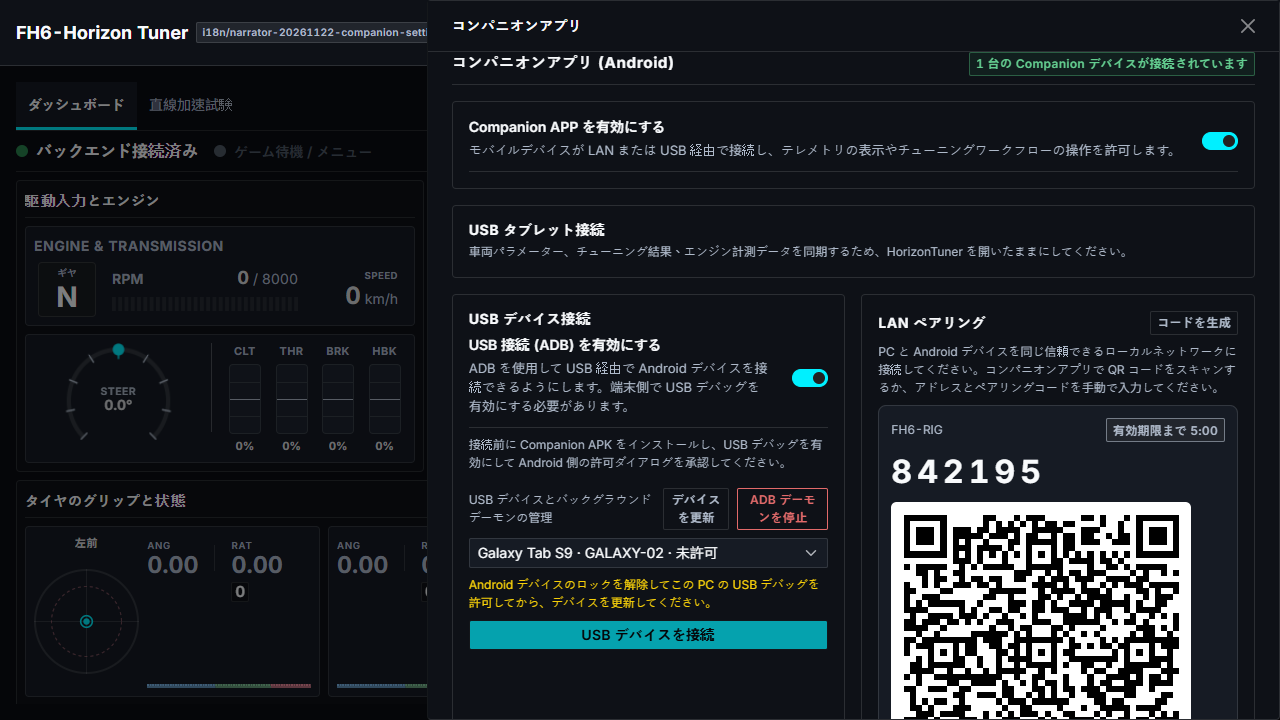 FH6-Horizon Tuner
i18n/narrator-20261122-companion-setti
ダッシュボード
直線加速試験
バックエンド接続済み
ゲーム待機 / メニュー
駆動入力とエンジン
ENGINE & TRANSMISSION
ギヤ
N
RPM
0 / 8000
SPEED
0 km/h
STEER
0.0°
CLT
THR
BRK
HBK
0%
0%
0%
0%
タイヤのグリップと状態
左前
ANG
0.00
RAT
0.00
0
ANG
0.00
コンパニオンアプリ
コンパニオンアプリ (Android)
1 台の Companion デバイスが接続されています
Companion APP を有効にする
モバイルデバイスが LAN または USB 経由で接続し、テレメトリの表示やチューニングワークフローの操作を許可します。
USB タブレット接続
車両パラメーター、チューニング結果、エンジン計測データを同期するため、HorizonTuner を開いたままにしてください。
USB デバイス接続
USB 接続 (ADB) を有効にする
ADB を使用して USB 経由で Android デバイスを接
続できるようにします。端末側で USB デバッグを
有効にする必要があります。
接続前に Companion APK をインストールし、USB デバッグを有
効にして Android 側の許可ダイアログを承認してください。
USB デバイスとバックグラウンド
デーモンの管理
デバイス
を更新
ADB デーモ
ンを停止
Galaxy Tab S9 · GALAXY-02 · 未許可
Android デバイスのロックを解除してこの PC の USB デバッグを
許可してから、デバイスを更新してください。
USB デバイスを接続
LAN ペアリング
コードを生成
PC と Android デバイスを同じ信頼できるローカルネットワークに
接続してください。コンパニオンアプリで QR コードをスキャンす
るか、アドレスとペアリングコードを手動で入力してください。
FH6-RIG
有効期限まで 5:00
842195